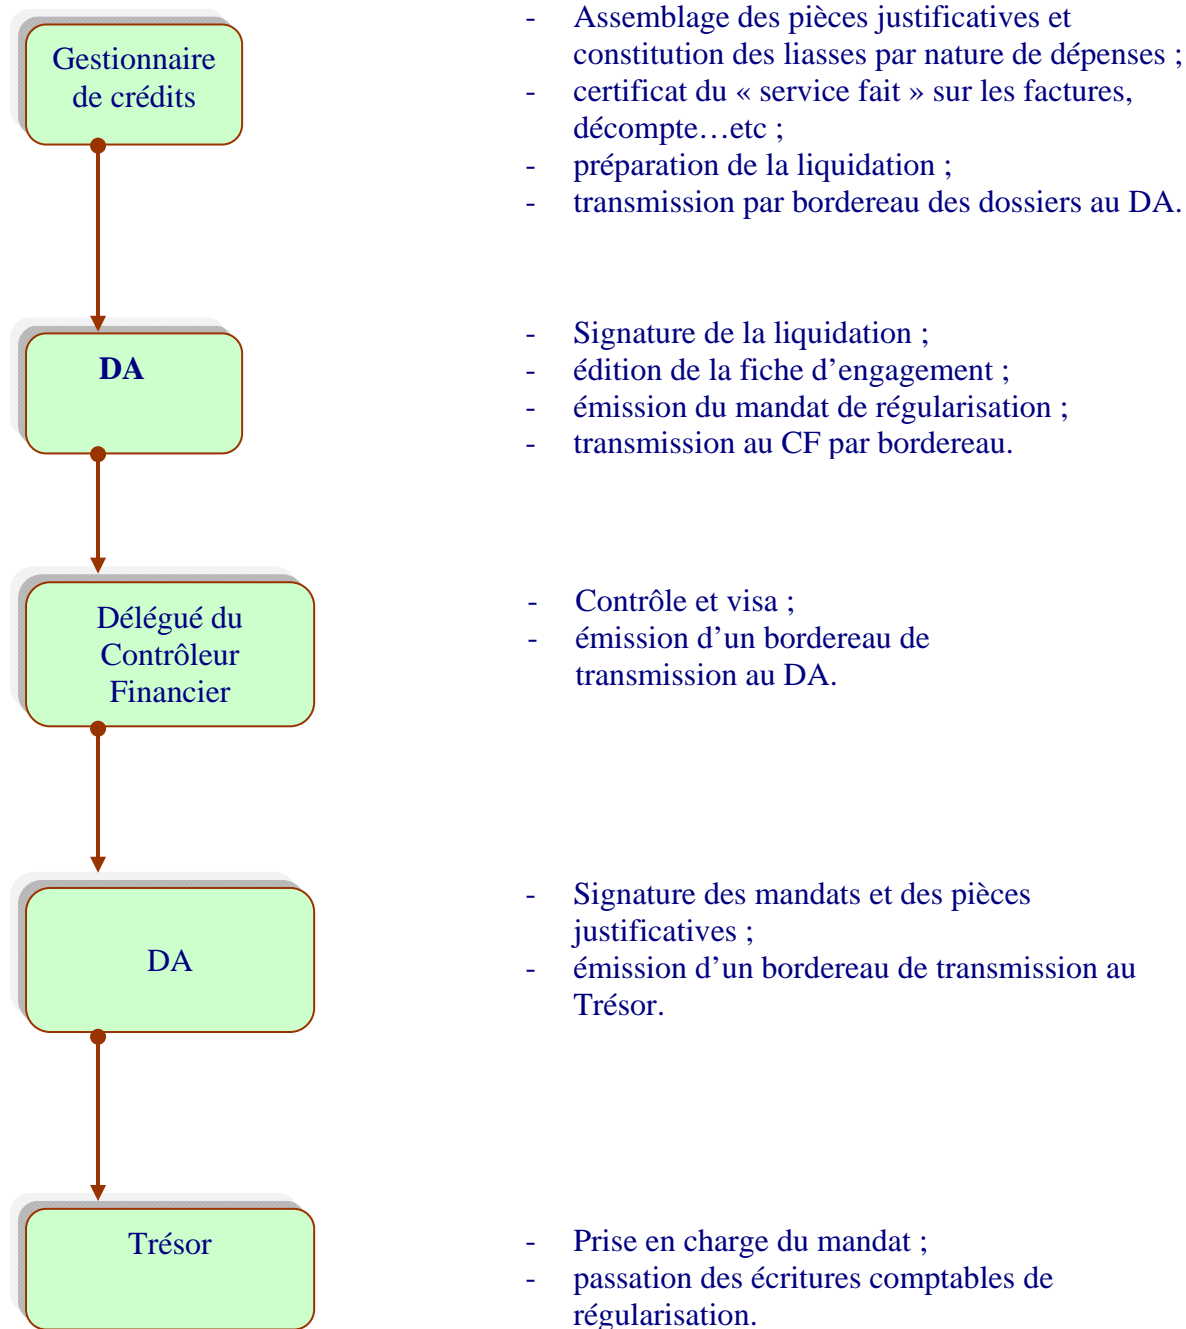 Gestionnaire
de crédits
- Assemblage des pièces justificatives et
constitution des liasses par nature de dépenses ;
- certificat du « service fait » sur les factures,
décompte…etc ;
- préparation de la liquidation ;
- transmission par bordereau des dossiers au DA.
DA
- Signature de la liquidation ;
- édition de la fiche d’engagement ;
- émission du mandat de régularisation ;
- transmission au CF par bordereau.
Délégué du
Contrôleur
Financier
- Contrôle et visa ;
- émission d’un bordereau de
transmission au DA.
DA
- Signature des mandats et des pièces
justificatives ;
- émission d’un bordereau de transmission au
Trésor.
Trésor
- Prise en charge du mandat ;
- passation des écritures comptables de
régularisation.